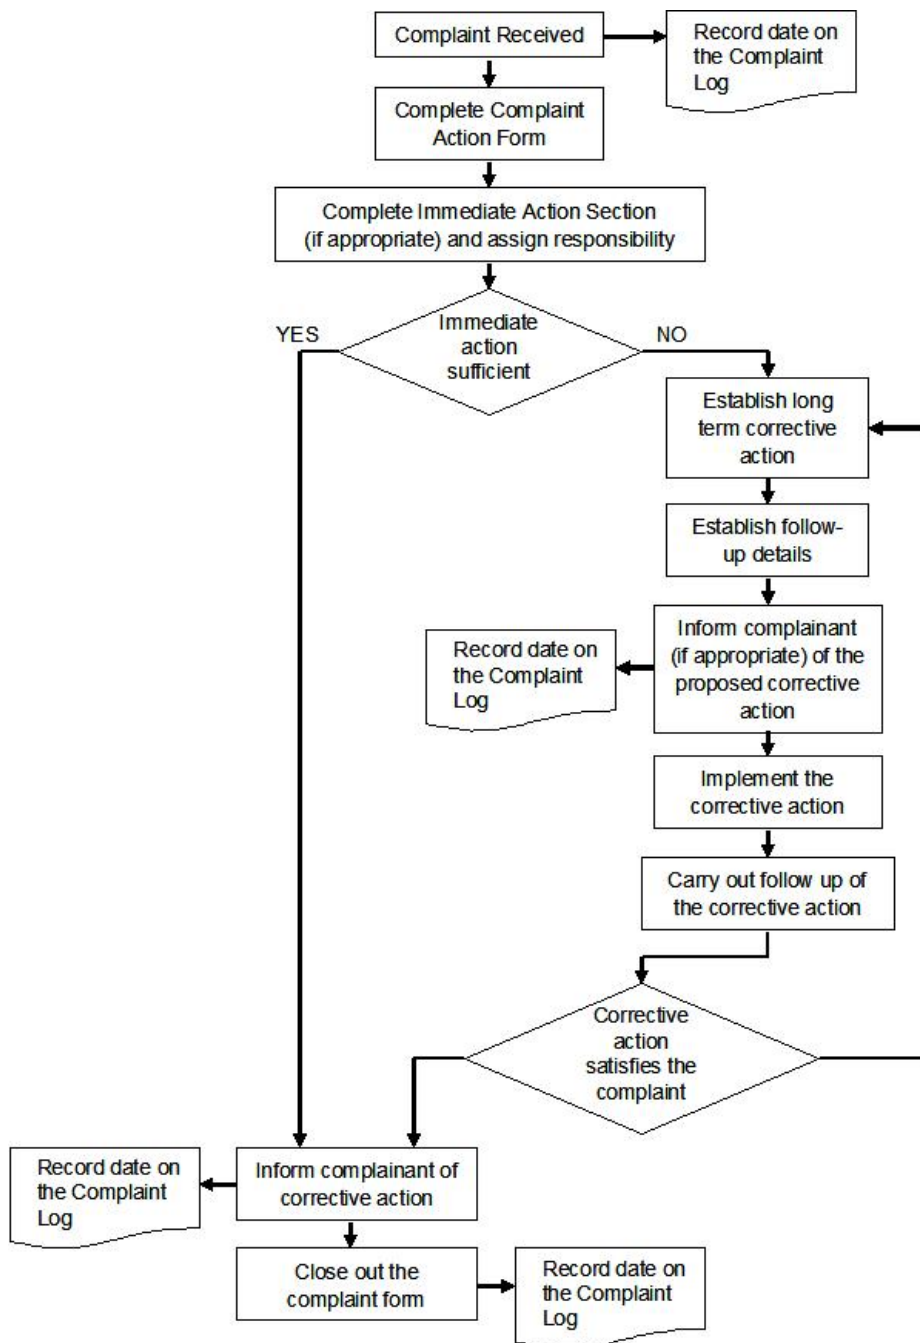 Complaint Received
Record date on
the Complaint
Log
Complete Complaint
Action Form
Complete Immediate Action Section
(if appropriate) and assign responsibility
YES
Immediate
action
sufficient
NO
Establish long
term corrective
action
Establish follow-
up details
Record date on
the Complaint
Log
Inform complainant
(if appropriate) of the
proposed corrective
action
Implement the
corrective action
Carry out follow up of
the corrective action
Corrective
action
satisfies the
complaint
Record date on
the Complaint
Log
Inform complainant of
corrective action
Close out the
complaint form
Record date on
the Complaint
Log